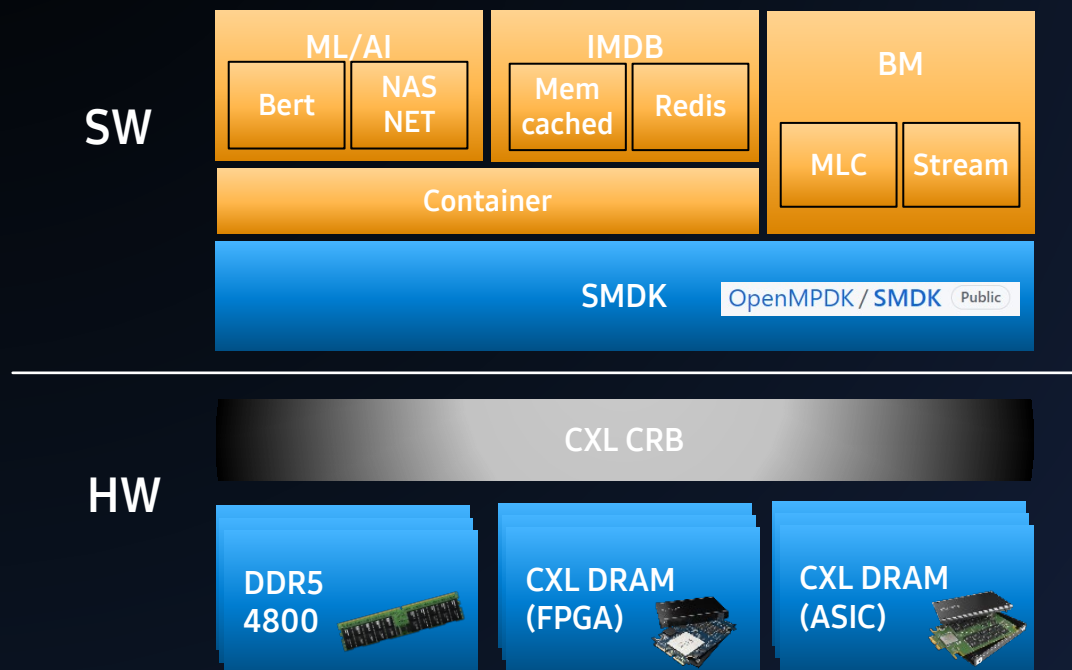 SW
ML/AI
Bert
NAS
NET
IMDB
Mem
cached
Redis
BM
MLC
Stream
Container
SMDK
OpenMPDK / SMDK Public
HW
CXL CRB
DDR5
4800
CXL DRAM
(FPGA)
CXL DRAM
(ASIC)